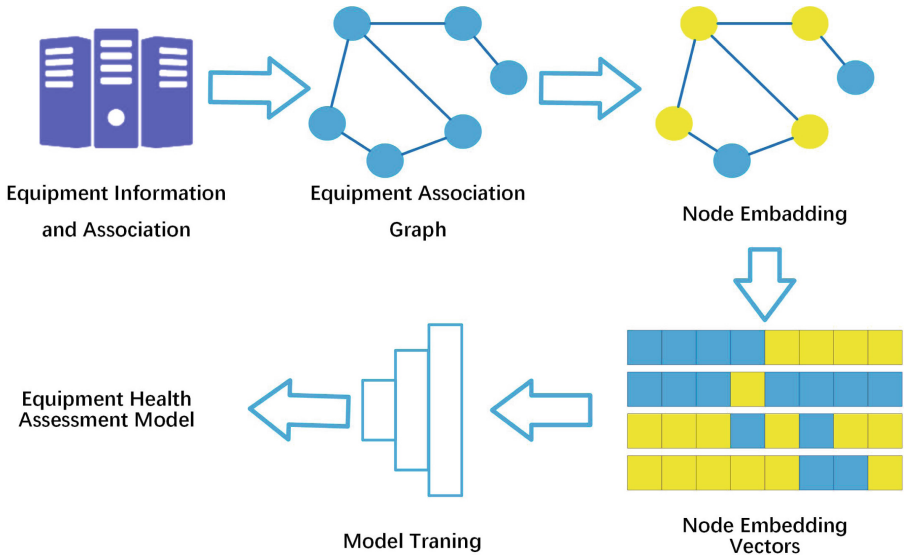 Equipment Information
and Association
Equipment Association
Graph
Node Embadding
Equipment Health
Assessment Model
Model Traning
Node Embedding
Vectors